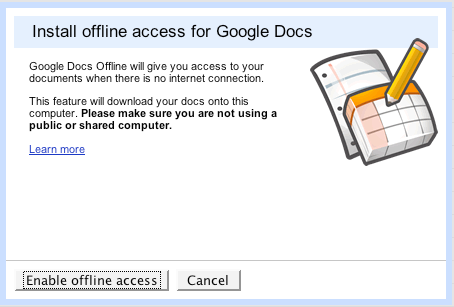 Install offline access for Google Docs
Google Docs Offline will give you access to your
documents when there is no internet connection.
This feature will download your docs onto this
computer. Please make sure you are not using a
public or shared computer.
Learn more
Enable offline access
Cancel